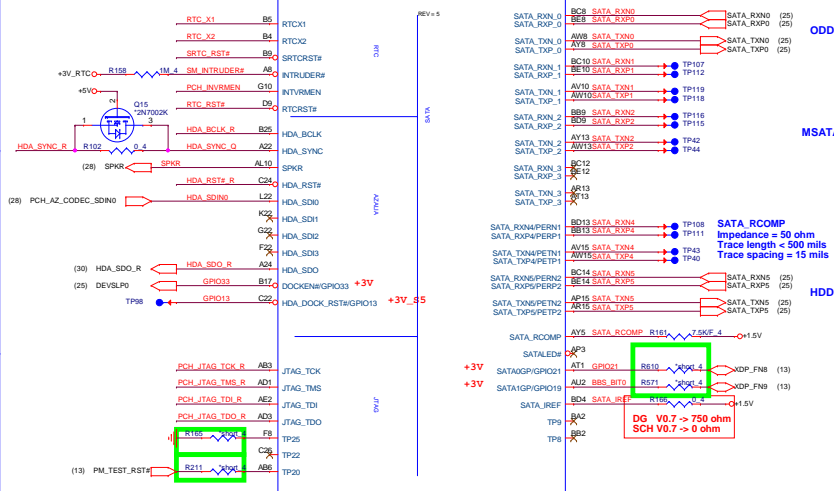 REV = 5
RTC_X1 B5 RTCX1
RTC_X2 B4 RTCX2
SRTC_RST# B9 SRTCRST#
+3V_RTC R158 1M_4 SM_INTRUDER# A8 INTRUDER#
PCH_INVRMEN G10 INTVRMEN
+5V
RTC_RST# D9 RTCRST#
RTC
Q15
*2N7002K
2
1 3
HDA_BCLK_R B25 HDA_BCLK
HDA_SYNC_R R102 0_4 HDA_SYNC_Q A22 HDA_SYNC
(28) SPKR SPKR AL10 SPKR
HDA_RST#_R C24 HDA_RST#
(28) PCH_AZ_CODEC_SDIN0 HDA_SDIN0 L22 HDA_SDI0
K22 HDA_SDI1
G22 HDA_SDI2
F22 HDA_SDI3
AZALIA
(30) HDA_SDO_R A24 HDA_SDO
(25) DEVSLP0 GPIO33 B17 DOCKEN#/GPIO33 +3V
TP98 GPIO13 C22 HDA_DOCK_RST#/GPIO13 +3V_S5
PCH_JTAG_TCK_R AB3 JTAG_TCK
PCH_JTAG_TMS_R AD1 JTAG_TMS
PCH_JTAG_TDI_R AE2 JTAG_TDI
PCH_JTAG_TDO_R AD3 JTAG_TDO
JTAG
R165 *short_4 F8 TP25
C26 TP22
(13) PM_TEST_RST# R211 *short_4 AB6 TP20
SATA
SATA_RXN_0 BC8 SATA_RXN0 SATA_RXN0 (25)
SATA_RXP_0 BE8 SATA_RXP0 SATA_RXP0 (25)
ODD
SATA_TXN_0 AW8 SATA_TXN0 SATA_TXN0 (25)
SATA_TXP_0 AY8 SATA_TXP0 SATA_TXP0 (25)
SATA_RXN_1 BC10 SATA_RXN1 TP107
SATA_RXP_1 BE10 SATA_RXP1 TP112
SATA_TXN_1 AV10 SATA_TXN1 TP119
SATA_TXP_1 AW10 SATA_TXP1 TP118
SATA_RXN_2 BB9 SATA_RXN2 TP116
SATA_RXP_2 BD9 SATA_RXP2 TP115
MSATA
SATA_TXN_2 AY13 SATA_TXN2 TP42
SATA_TXP_2 AW13 SATA_TXP2 TP44
SATA_RXN_3 BC12
SATA_RXP_3 BE12
SATA_TXN_3 AR13
SATA_TXP_3 AT13
SATA_RXN4/PERN1 BD13 SATA_RXN4 TP108
SATA_RXP4/PERP1 BB13 SATA_RXP4 TP111
SATA_TXN4/PETN1 AV15 SATA_TXN4 TP43
SATA_TXP4/PETP1 AW15 SATA_TXP4 TP40
SATA_RCOMP
Impedance = 50 ohm
Trace length < 500 mils
Trace spacing = 15 mils
SATA_RXN5/PERN2 BC14 SATA_RXN5 SATA_RXN5 (25)
SATA_RXP5/PERP2 BE14 SATA_RXP5 SATA_RXP5 (25)
HDD
SATA_TXN5/PETN2 AP15 SATA_TXN5 SATA_TXN5 (25)
SATA_TXP5/PETP2 AR15 SATA_TXP5 SATA_TXP5 (25)
SATA_RCOMP AY5 SATA_RCOMP R161 7.5K/F_4 +1.5V
SATALED# AP3
+3V SATA0GP/GPIO21 AT1 GPIO21 R610 *short_4 XDP_FN8 (13)
+3V SATA1GP/GPIO19 AU2 BBS_BIT0 R571 *short_4 XDP_FN9 (13)
SATA_IREF BD4 SATA_IREF R166 0_4 +1.5V
TP9 BA2
TP8 BB2
DG V0.7 -> 750 ohm
SCH V0.7 -> 0 ohm